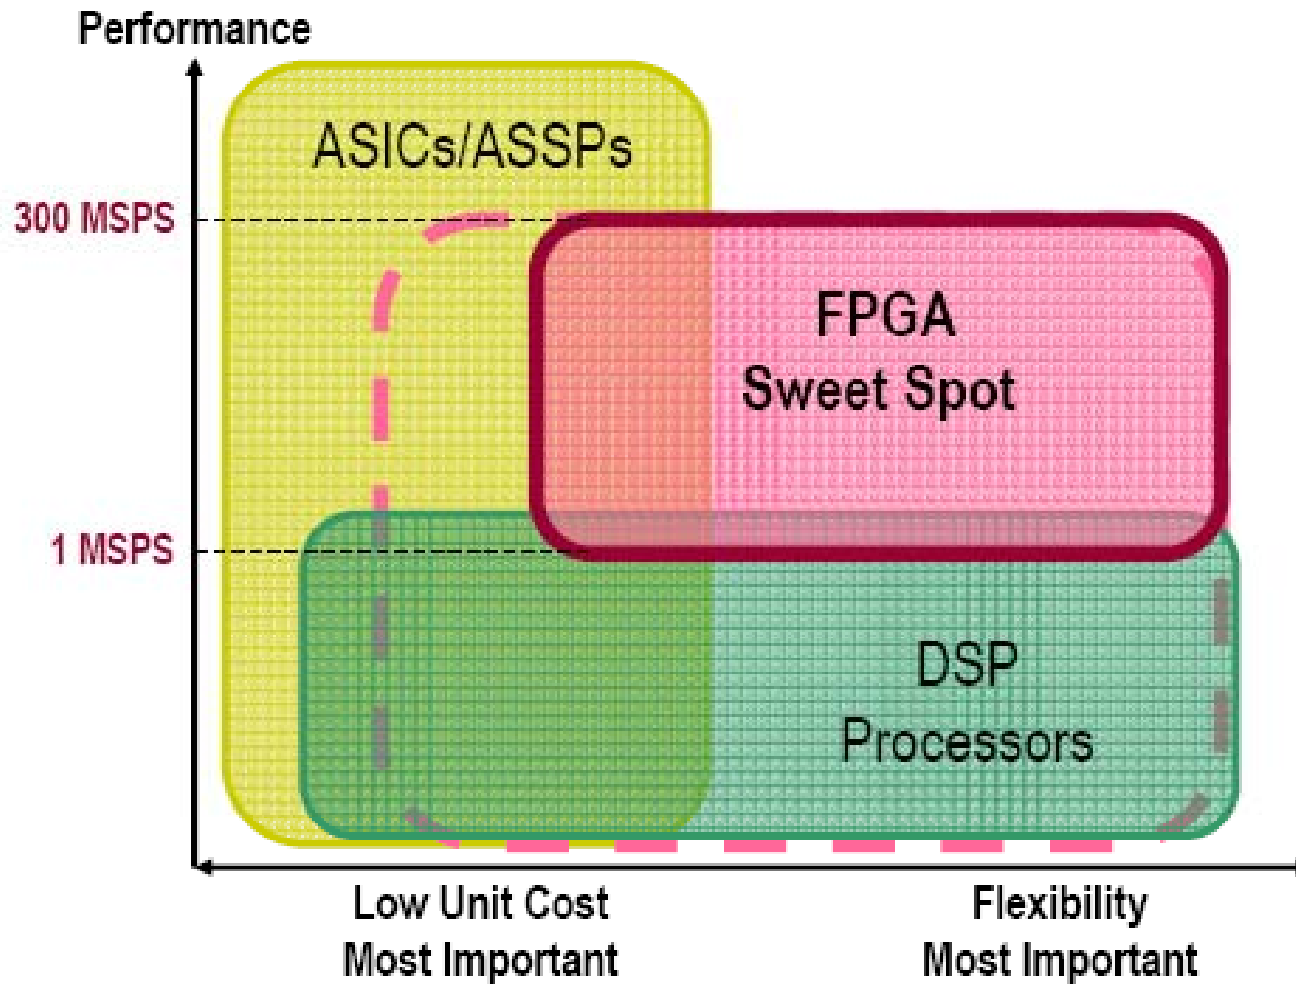 Performance
ASICs/ASSPs
300 MSPS
FPGA
Sweet Spot
1 MSPS
DSP
Processors
Low Unit Cost
Most Important
Flexibility
Most Important